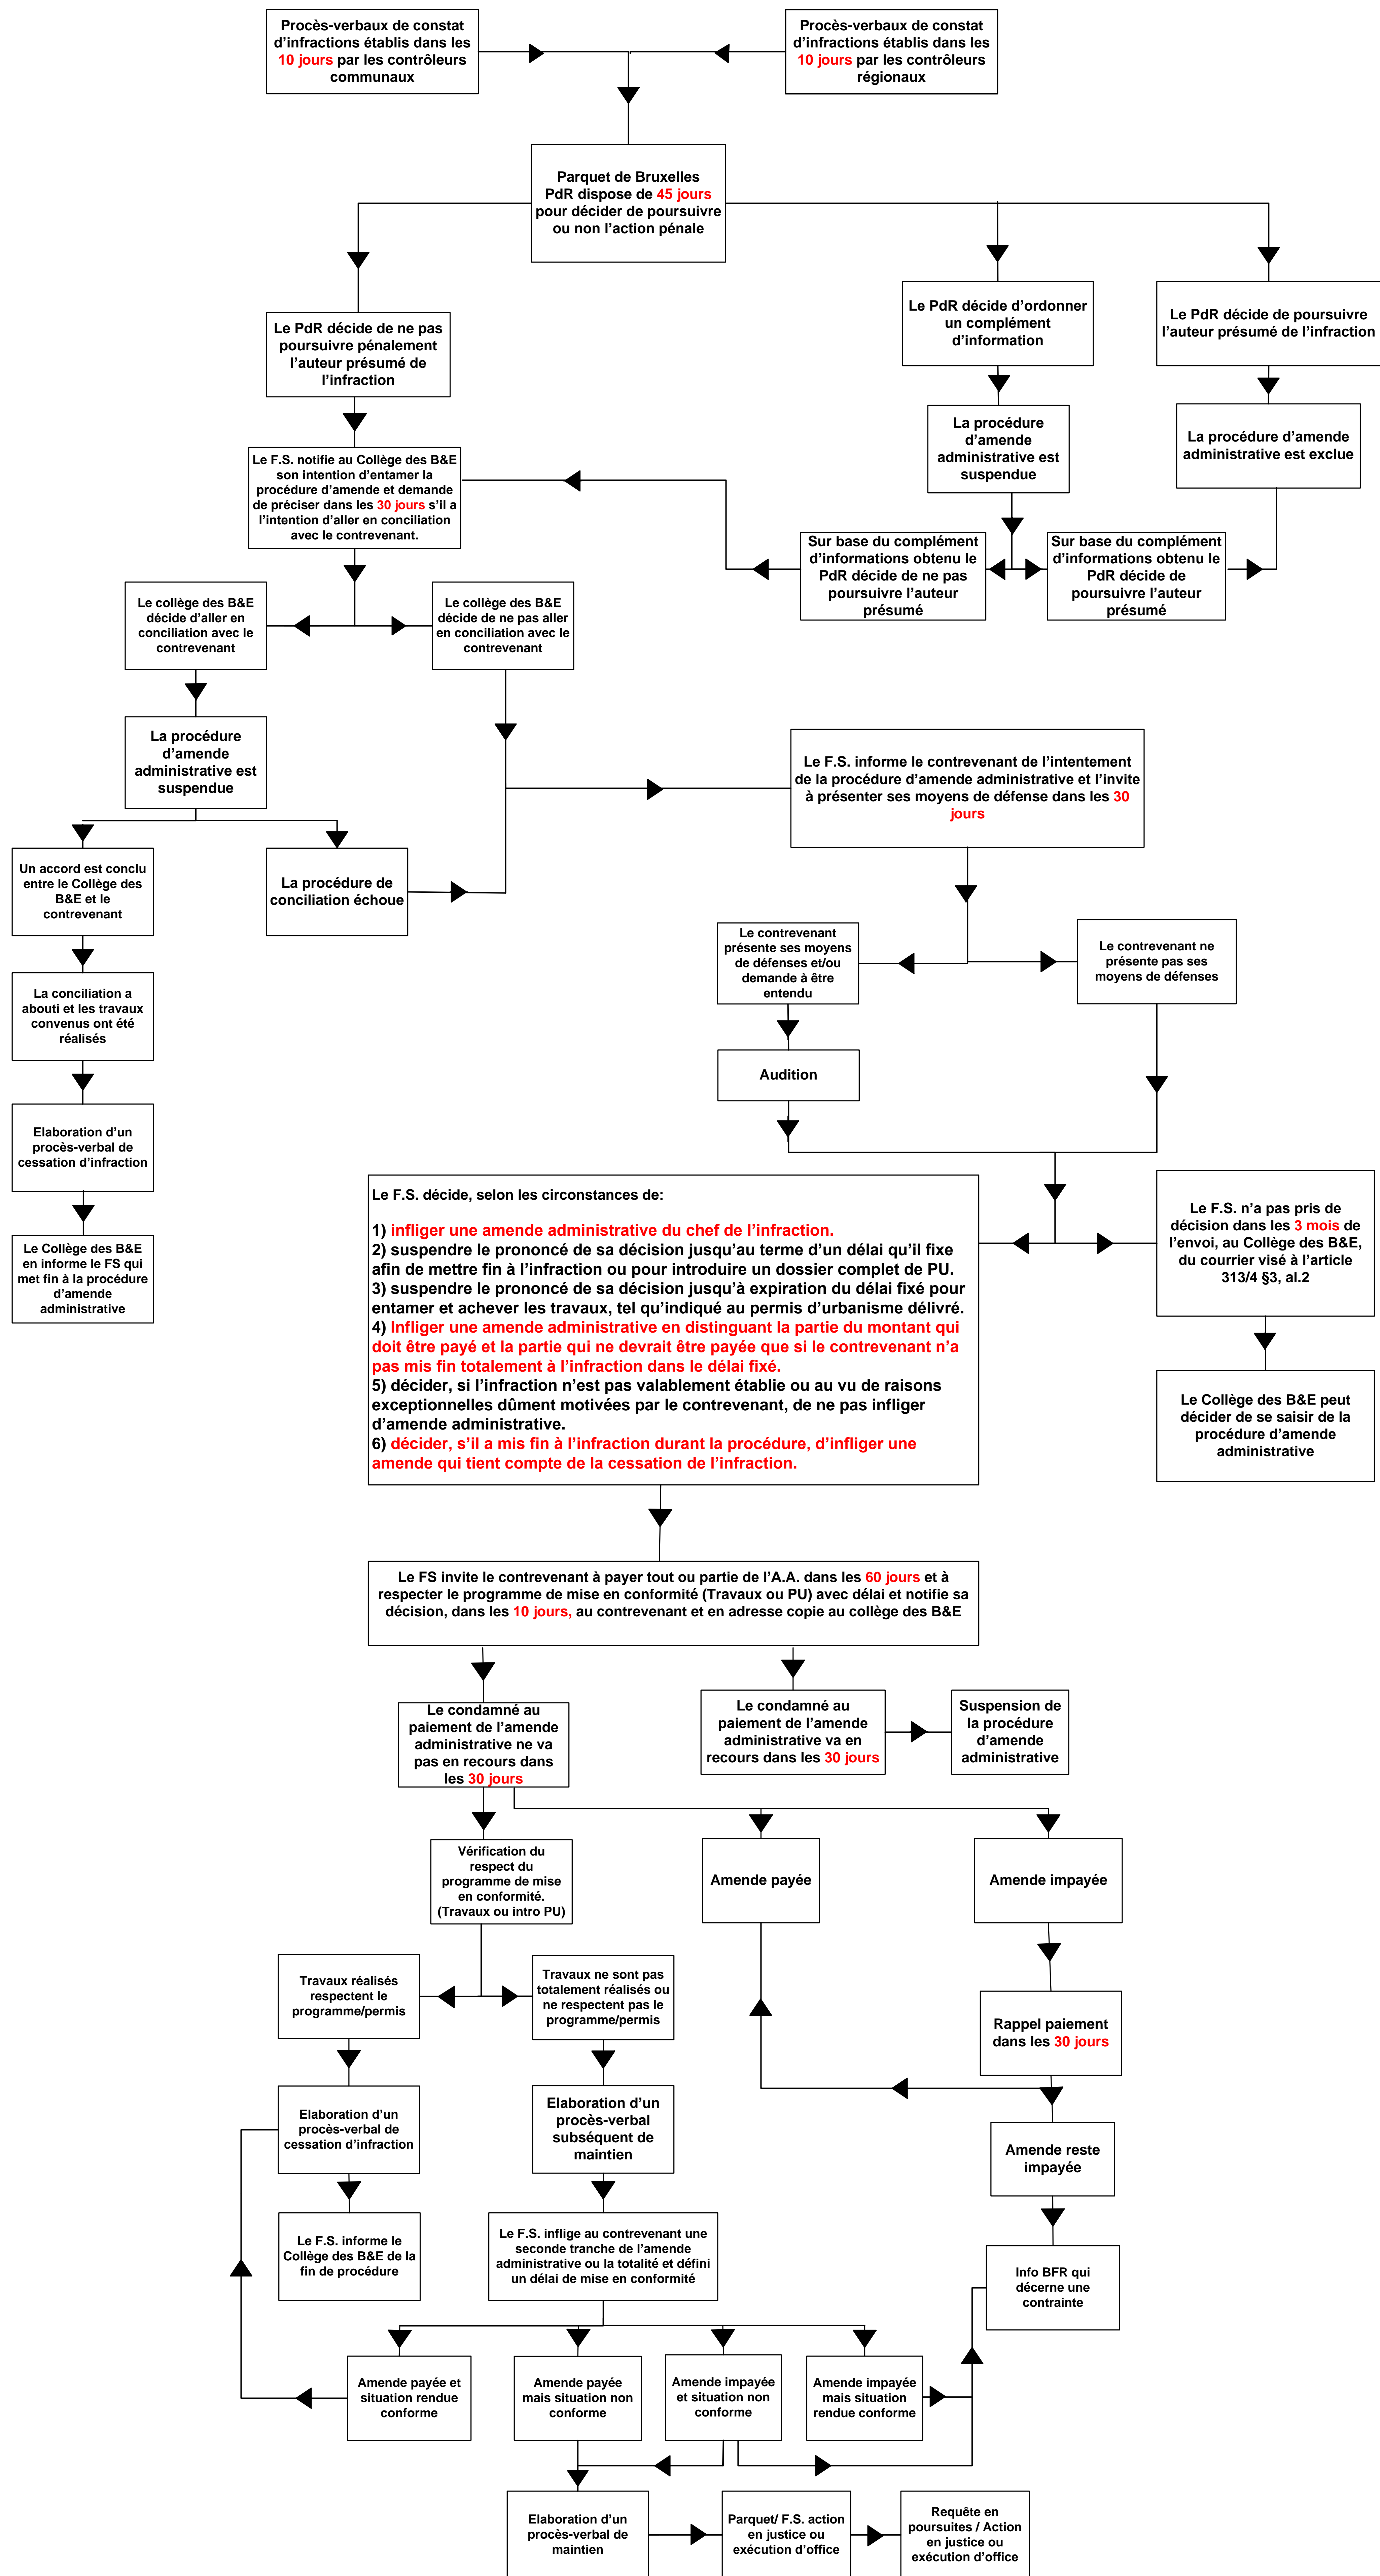 Procès-verbaux de constat
d’infractions établis dans les
10 jours par les contrôleurs
communaux
Procès-verbaux de constat
d’infractions établis dans les
10 jours par les contrôleurs
régionaux
Parquet de Bruxelles
PdR dispose de 45 jours
pour décider de poursuivre
ou non l’action pénale
Le PdR décide de ne pas
poursuivre pénalement
l’auteur présumé de
l’infraction
Le PdR décide d’ordonner
un complément
d’information
Le PdR décide de poursuivre
l’auteur présumé de l’infraction
La procédure
d’amende
administrative est
suspendue
La procédure d’amende
administrative est exclue
Le F.S. notifie au Collège des B&E
son intention d’entamer la
procédure d’amende et demande
de préciser dans les 30 jours s’il a
l’intention d’aller en conciliation
avec le contrevenant.
Sur base du complément
d’informations obtenu le
PdR décide de ne pas
poursuivre l’auteur
présumé
Sur base du complément
d’informations obtenu le
PdR décide de
poursuivre l’auteur
présumé
Le collège des B&E
décide d’aller en
conciliation avec le
contrevenant
Le collège des B&E
décide de ne pas aller
en conciliation avec le
contrevenant
La procédure
d’amende
administrative est
suspendue
Le F.S. informe le contrevenant de l’intentement
de la procédure d’amende administrative et l’invite
à présenter ses moyens de défense dans les 30
jours
Un accord est conclu
entre le Collège des
B&E et le
contrevenant
La procédure de
conciliation échoue
Le contrevenant
présente ses moyens
de défenses et/ou
demande à être
entendu
Le contrevenant ne
présente pas ses
moyens de défenses
La conciliation a
abouti et les travaux
convenus ont été
réalisés
Audition
Elaboration d’un
procès-verbal de
cessation d’infraction
Le Collège des B&E
en informe le FS qui
met fin à la procédure
d’amende
administrative
Le F.S. décide, selon les circonstances de:
1) infliger une amende administrative du chef de l’infraction.
2) suspendre le prononcé de sa décision jusqu’au terme d’un délai qu’il fixe
afin de mettre fin à l’infraction ou pour introduire un dossier complet de PU.
3) suspendre le prononcé de sa décision jusqu’à expiration du délai fixé pour
entamer et achever les travaux, tel qu’indiqué au permis d’urbanisme délivré.
4) Infliger une amende administrative en distinguant la partie du montant qui
doit être payé et la partie qui ne devrait être payée que si le contrevenant n’a
pas mis fin totalement à l’infraction dans le délai fixé.
5) décider, si l’infraction n’est pas valablement établie ou au vu de raisons
exceptionnelles dûment motivées par le contrevenant, de ne pas infliger
d’amende administrative.
6) décider, s’il a mis fin à l’infraction durant la procédure, d’infliger une
amende qui tient compte de la cessation de l’infraction.
Le F.S. n’a pas pris de
décision dans les 3 mois de
l’envoi, au Collège des B&E,
du courrier visé à l’article
313/4 §3, al.2
Le Collège des B&E peut
décider de se saisir de la
procédure d’amende
administrative
Le FS invite le contrevenant à payer tout ou partie de l’A.A. dans les 60 jours et à
respecter le programme de mise en conformité (Travaux ou PU) avec délai et notifie sa
décision, dans les 10 jours, au contrevenant et en adresse copie au collège des B&E
Le condamné au
paiement de l’amende
administrative ne va
pas en recours dans
les 30 jours
Le condamné au
paiement de l’amende
administrative va en
recours dans les 30 jours
Suspension de
la procédure
d’amende
administrative
Vérification du
respect du
programme de mise
en conformité.
(Travaux ou intro PU)
Amende payée
Amende impayée
Travaux réalisés
respectent le
programme/permis
Travaux ne sont pas
totalement réalisés ou
ne respectent pas le
programme/permis
Rappel paiement
dans les 30 jours
Elaboration d’un
procès-verbal de
cessation d’infraction
Elaboration d’un
procès-verbal
subséquent de
maintien
Amende reste
impayée
Le F.S. informe le
Collège des B&E de la
fin de procédure
Le F.S. inflige au contrevenant une
seconde tranche de l’amende
administrative ou la totalité et défini
un délai de mise en conformité
Info BFR qui
décerne une
contrainte
Amende payée et
situation rendue
conforme
Amende payée
mais situation non
conforme
Amende impayée
et situation non
conforme
Amende impayée
mais situation
rendue conforme
Elaboration d’un
procès-verbal de
maintien
Parquet/ F.S. action
en justice ou
exécution d’office
Requête en
poursuites / Action
en justice ou
exécution d’office